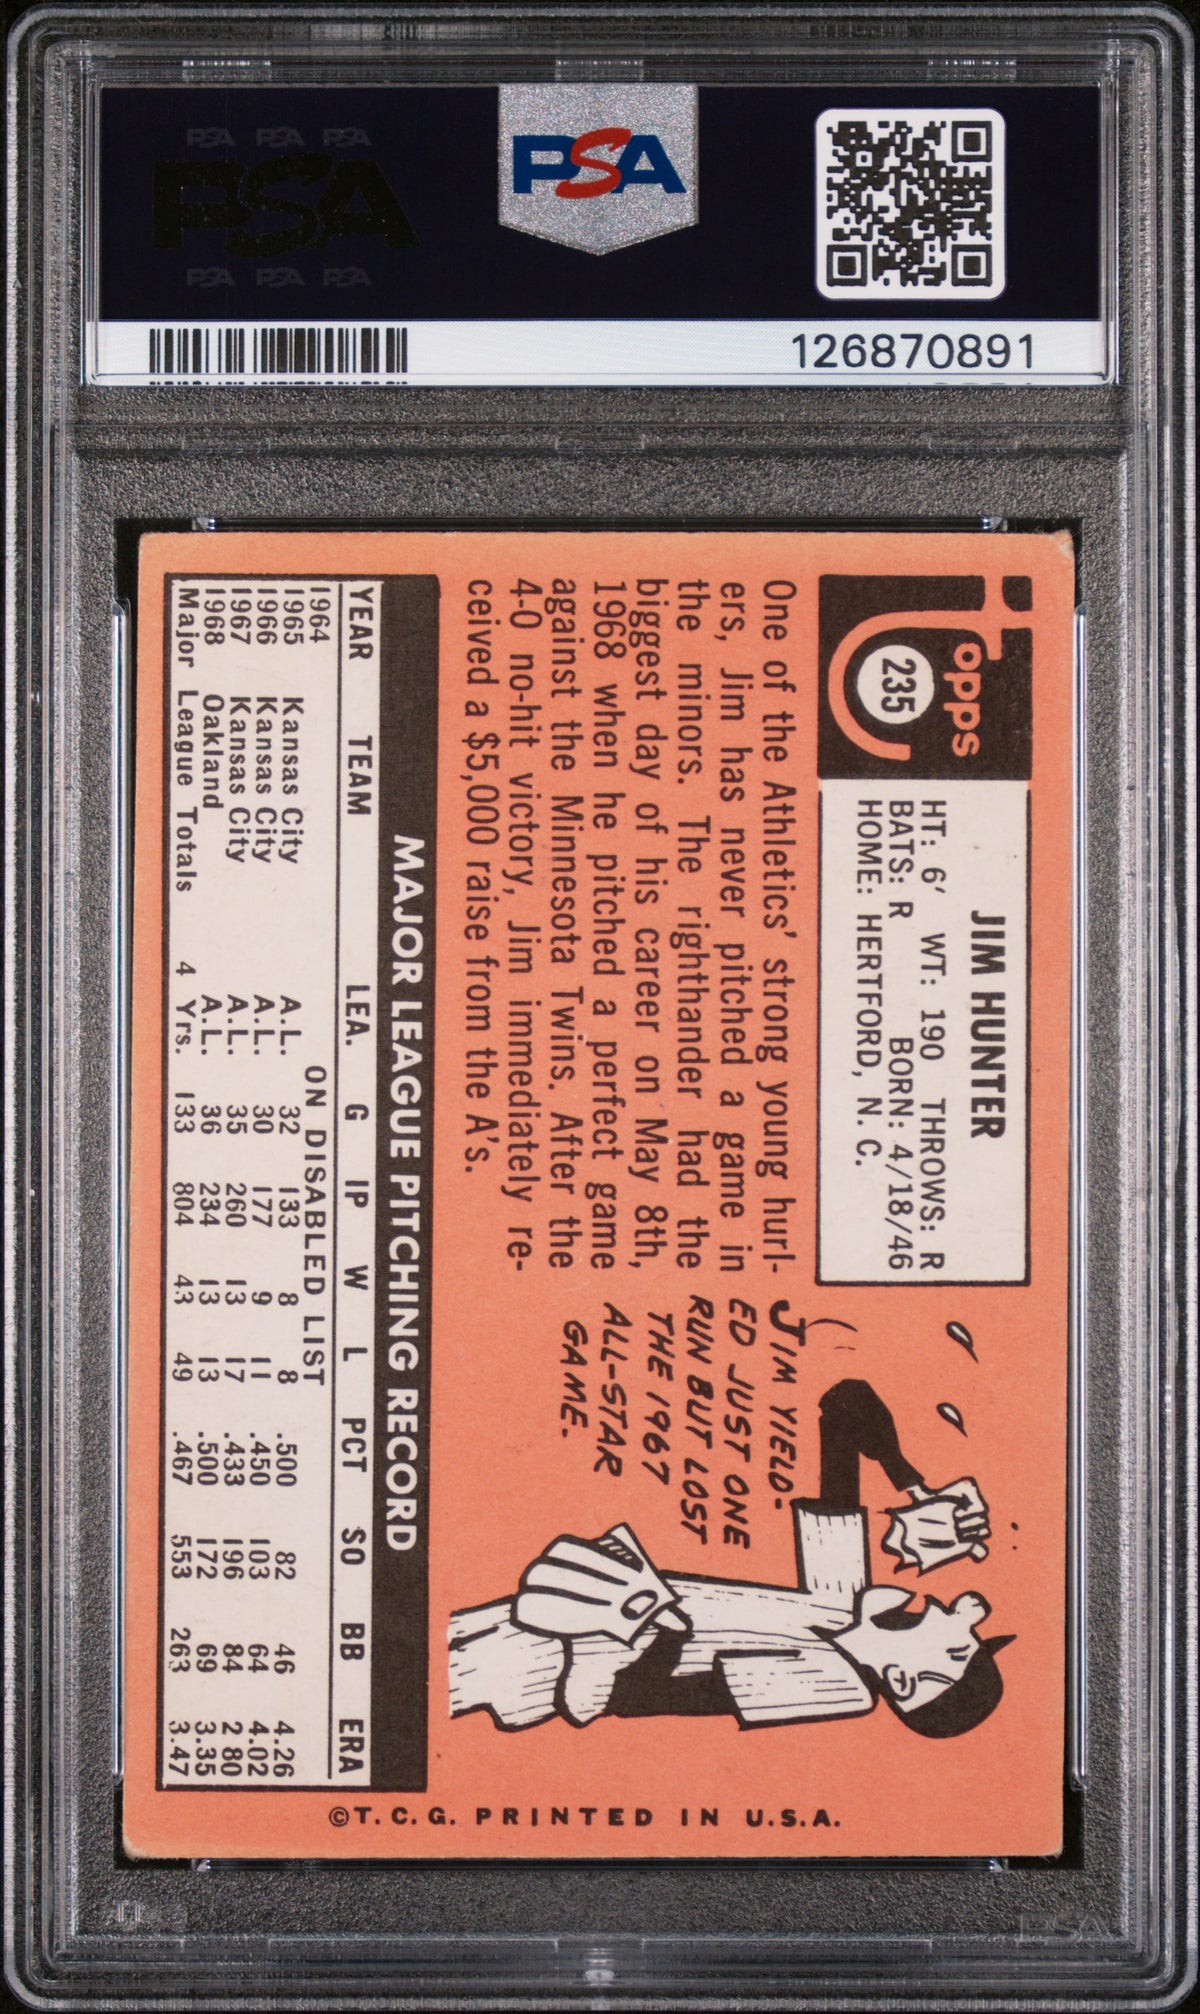 PSA PSA PSA
PSA
PSA PSA PSA
PSA
126870891
Topps
235
JIM HUNTER
HT: 6' WT: 190 THROWS: R
BATS: R BORN: 4/18/46
HOME: HERTFORD, N. C.
One of the Athletics' strong young hurl-
ers, Jim has never pitched a game in
the minors. The righthander had the
biggest day of his career on May 8th,
1968 when he pitched a perfect game
against the Minnesota Twins. After the
4-0 no-hit victory, Jim immediately re-
ceived a $5,000 raise from the A's.
JIM YIELD-
ED JUST ONE
RUN BUT LOST
THE 1967
ALL-STAR
GAME.
MAJOR LEAGUE PITCHING RECORD
YEAR TEAM LEA. G IP W L PCT SO BB ERA
1964 ON DISABLED LIST
1965 Kansas City A.L. 32 133 8 8 .500 82 46 4.26
1966 Kansas City A.L. 30 177 9 11 .450 103 64 4.02
1967 Kansas City A.L. 35 260 13 17 .433 196 84 2 80
1968 Oakland A.L. 36 234 13 13 .500 172 69 3.35
Major League Totals 4 Yrs. 133 804 43 49 .467 553 263 3.47
©T. C. G. PRINTED IN U.S.A.
PSA